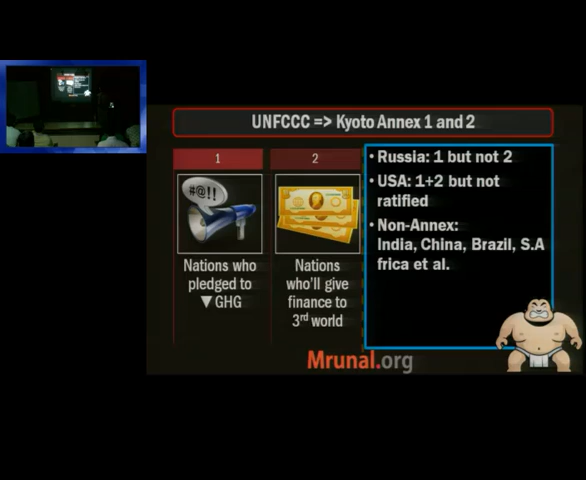 UNFCCC => Kyoto Annex 1 and 2
1
2
#@!!
Nations who
pledged to
▼ GHG
Nations
who'll give
finance to
3rd world
• Russia: 1 but not 2
• USA: 1+2 but not
ratified
• Non-Annex:
India, China, Brazil, S.A
frica et al.
Mrunal.org